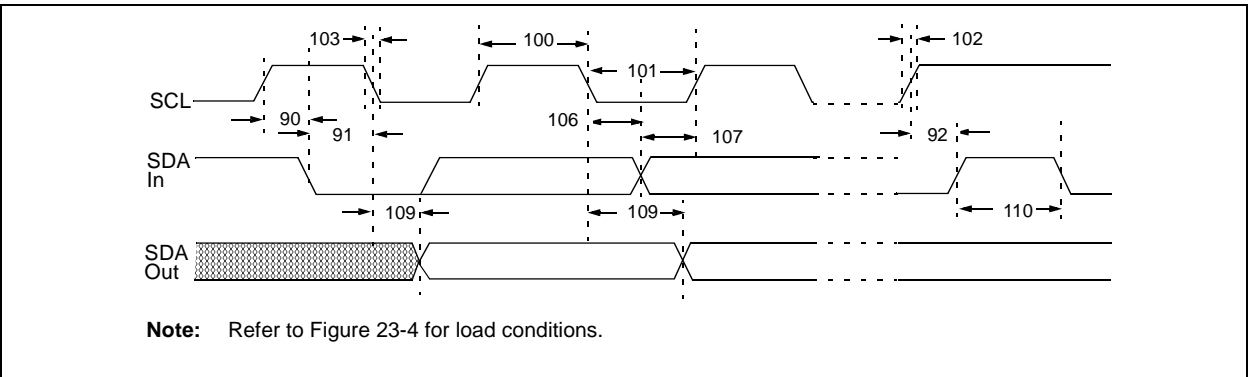 103
100
102
101
SCL
90
91
106
107
92
SDA
In
109
109
110
SDA
Out
Note: Refer to Figure 23-4 for load conditions.